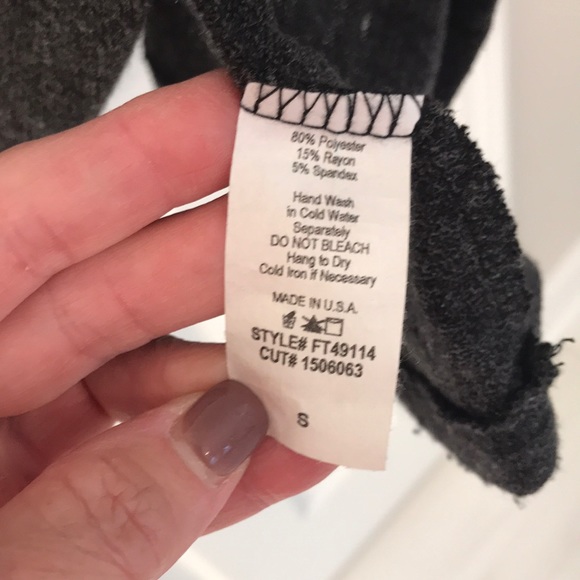 80% Polyester
15% Rayon
5% Spandex
Hand Wash
in Cold Water
Separately
DO NOT BLEACH
Hang to Dry
Cold Iron if Necessary
MADE IN U.S.A.
STYLE# FT49114
CUT# 1506063
S